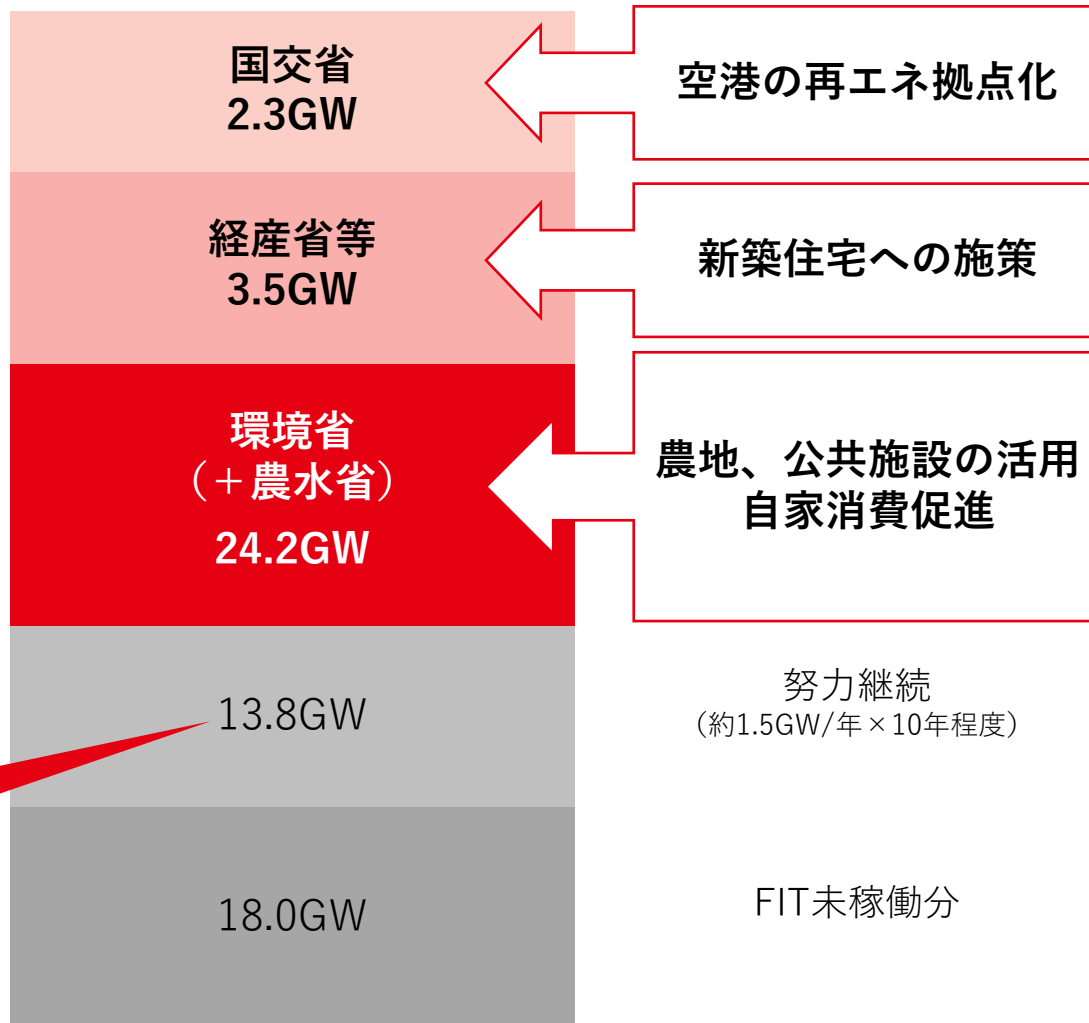 国交省
2.3GW
空港の再エネ拠点化
経産省等
3.5GW
新築住宅への施策
環境省
（＋農水省）
24.2GW
農地、公共施設の活用
自家消費促進
13.8GW
努力継続
（約1.5GW/年×10年程度）
18.0GW
FIT未稼働分